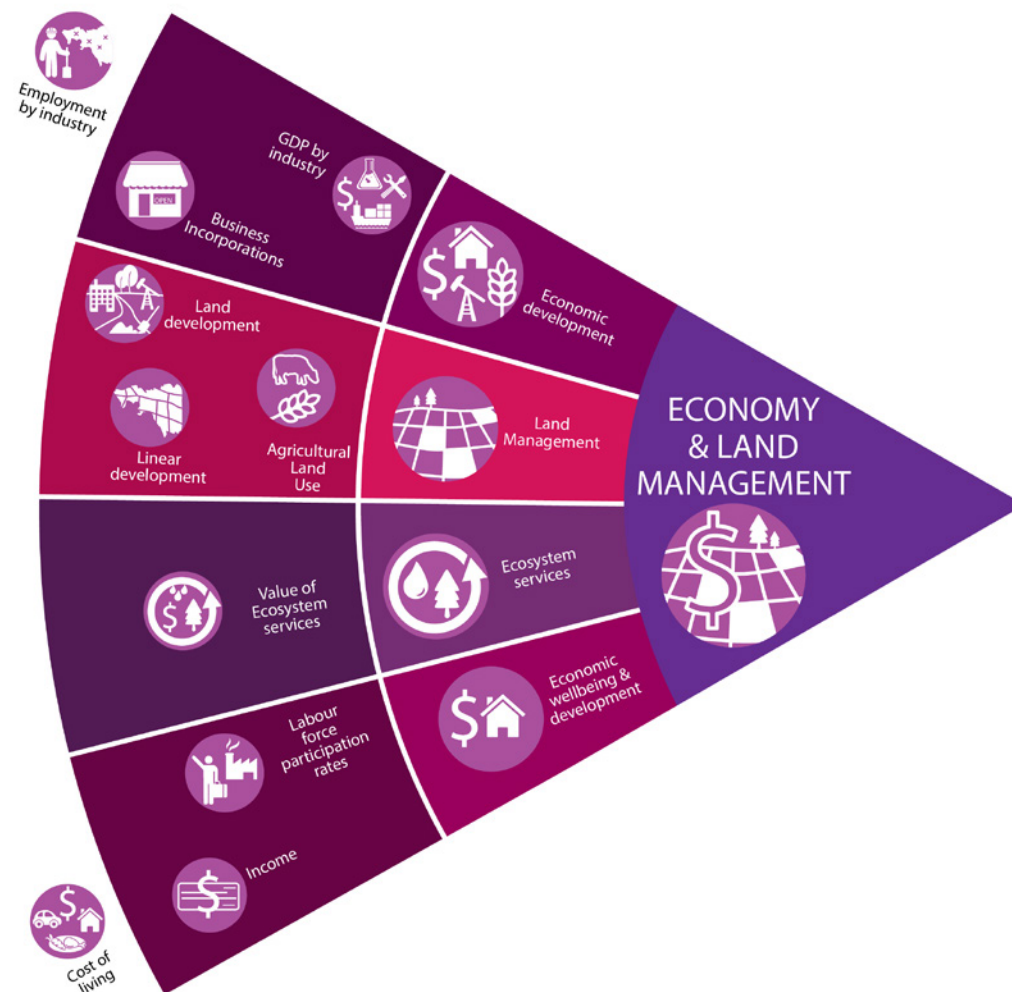 Employment
by industry
GDP by
industry
OPEN
Business
Incorporations
Economic
development
Land
development
Linear
development
Agricultural
Land
Use
Land
Management
ECONOMY
& LAND
MANAGEMENT
Value of
Ecosystem
services
Ecosystem
services
Labour
force
participation
rates
Economic
wellbeing &
development
Income
Cost of
living